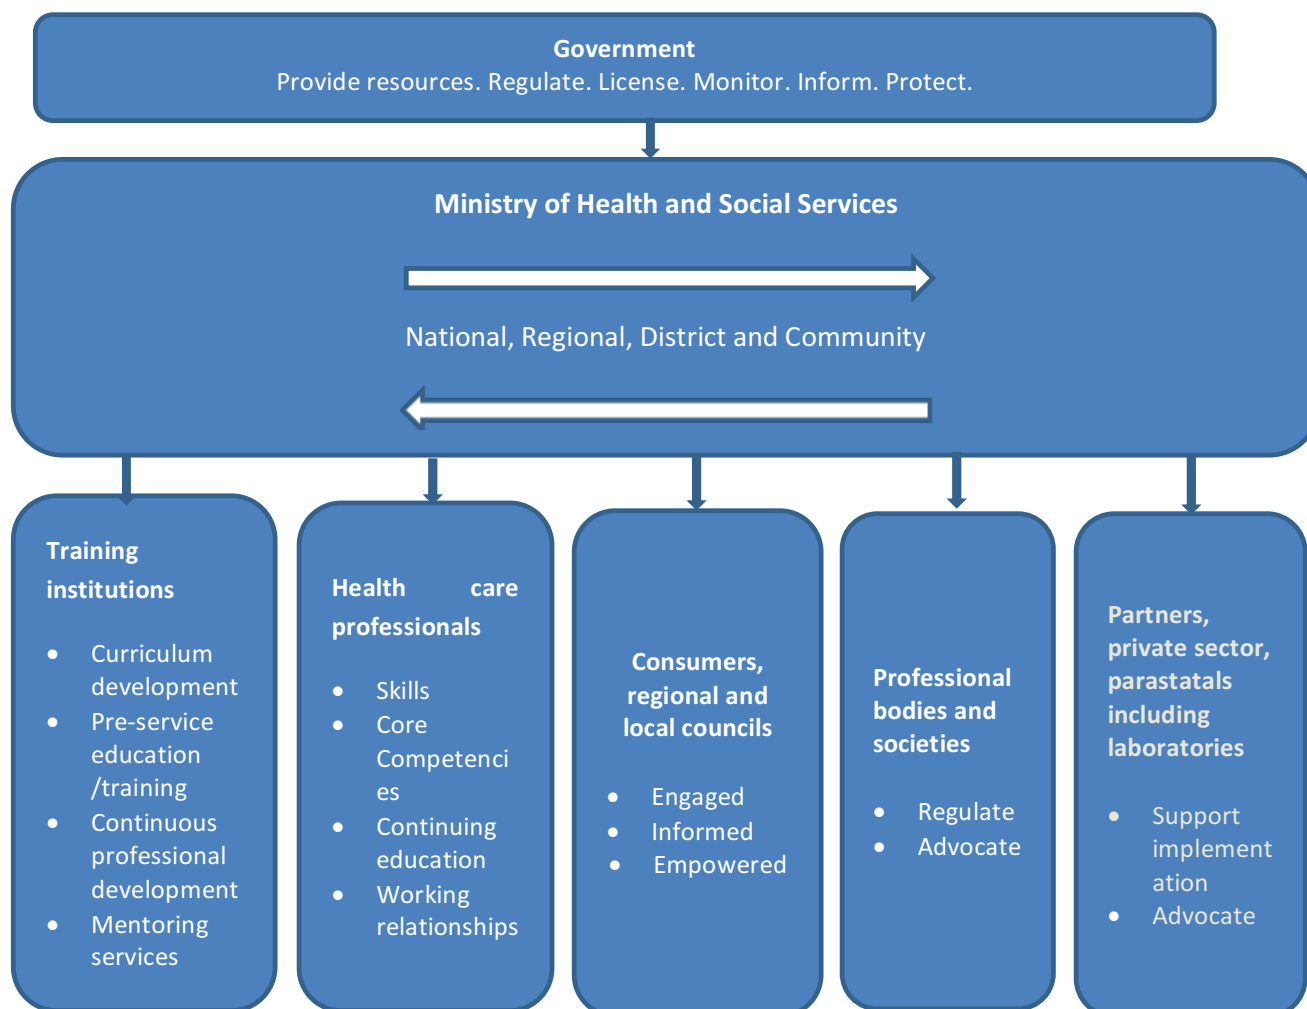 Government
Provide resources. Regulate. License. Monitor. Inform. Protect.
Ministry of Health and Social Services
National, Regional, District and Community
Training
institutions
• Curriculum
development
• Pre-service
education
/training
• Continuous
professional
development
• Mentoring
services
Health care
professionals
• Skills
• Core
Competenci
es
• Continuing
education
• Working
relationships
Consumers,
regional and
local councils
• Engaged
• Informed
• Empowered
Professional
bodies and
societies
• Regulate
• Advocate
Partners,
private sector,
parastatals
including
laboratories
• Support
implement
ation
• Advocate